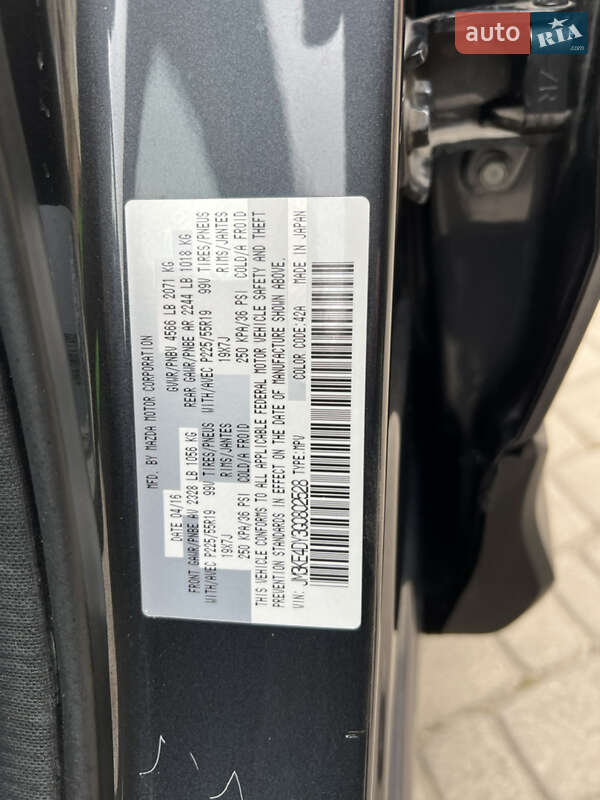 auto RIA
.com
MFD. BY MAZDA MOTOR CORPORATION
DATE 04/16 GVWR/PNBV 4566 LB 2071 KG
FRONT GAWR/PNBE AV 2328 LB 1056 KG REAR GAWR/PNBE AR 2244 LB 1018 KG
WITH/AVEC P225/55R19 99V TIRES/PNEUS WITH/AVEC P225/55R19 99V TIRES/PNEUS
19X7J RIMS/JANTES 19X7J RIMS/JANTES
250 KPA/36 PSI COLD/A FROID 250 KPA/36 PSI COLD/A FROID
THIS VEHICLE CONFORMS TO ALL APPLICABLE FEDERAL MOTOR VEHICLE SAFETY AND THEFT
PREVENTION STANDARDS IN EFFECT ON THE DATE OF MANUFACTURE SHOWN ABOVE.
VIN: TYPE:MPV COLOR CODE:42A MADE IN JAPAN